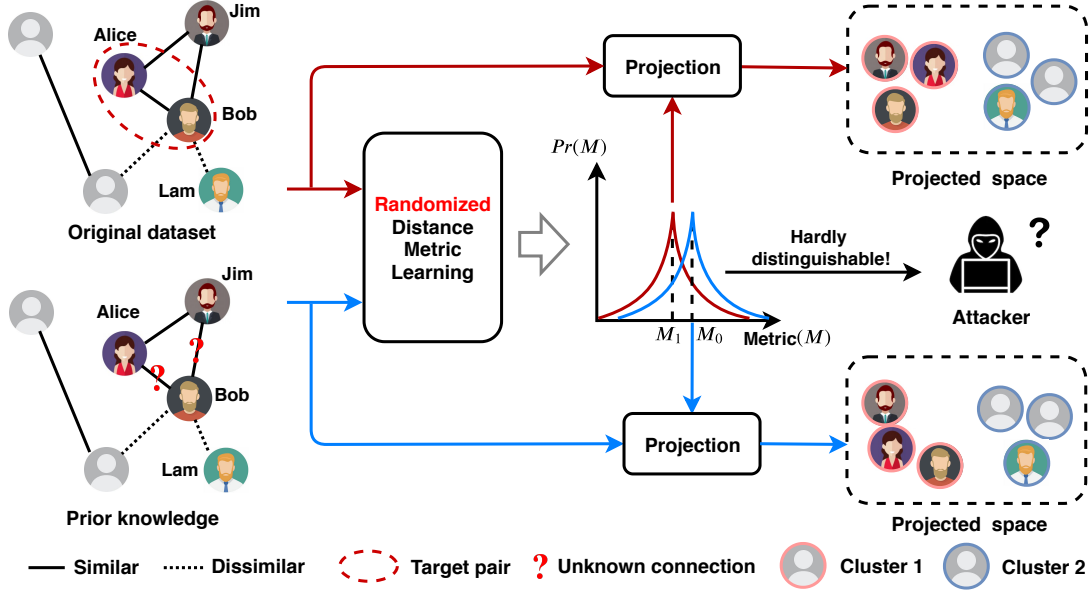 Jim
Alice
Bob
Lam
Original dataset
Jim
Alice
?
?
Bob
Lam
Prior knowledge
Randomized
Distance
Metric
Learning
Projection
Pr(M)
M₁ M₀ Metric(M)
Projection
Hardly
distinguishable!
?
Attacker
Projected space
Projected space
Similar
Dissimilar
Target pair
? Unknown connection
Cluster 1
Cluster 2